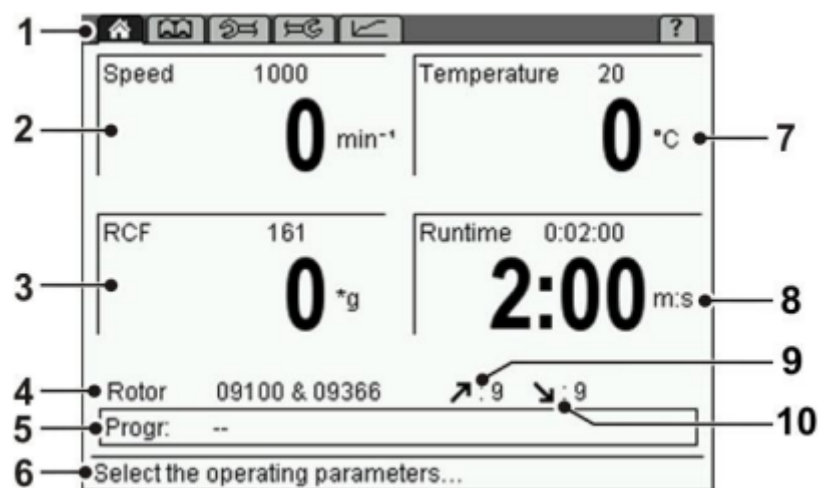 1 ?
Speed 1000 Temperature 20
2 0 min⁻¹ 0 °C 7
RCF 161 Runtime 0:02:00
3 0 *g 2:00 m:s 8
9
4 Rotor 09100 & 09366 ↗:9 ↘:9
10
5 Progr: --
6 Select the operating parameters...